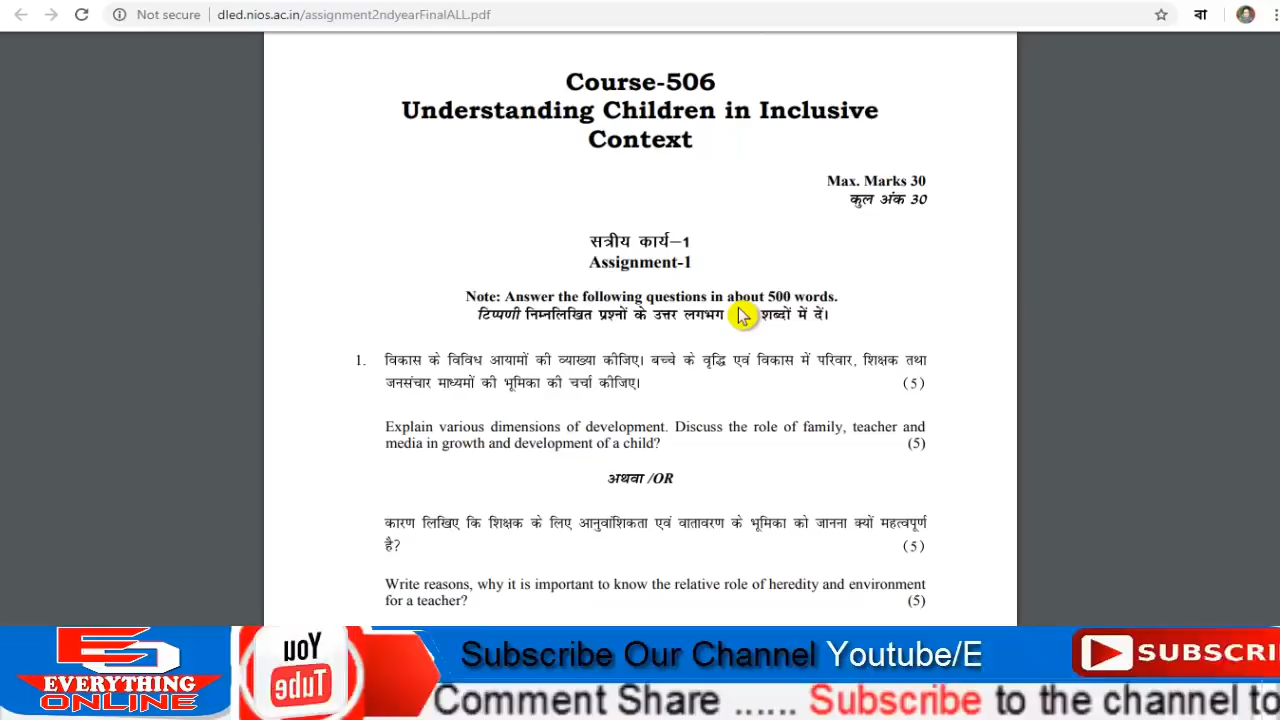 Not secure
dled.nios.ac.in/assignment2ndyearFinalALL.pdf
বা
Course-506
Understanding Children in Inclusive
Context
Max. Marks 30
कुल अंक 30
सत्रीय कार्य–1
Assignment-1
Note: Answer the following questions in about 500 words.
टिप्पणी निम्नलिखित प्रश्नों के उत्तर लगभग शब्दों में दें।
1. विकास के विविध आयामों की व्याख्या कीजिए। बच्चे के वृद्धि एवं विकास में परिवार, शिक्षक तथा
जनसंचार माध्यमों की भूमिका की चर्चा कीजिए। (5)
Explain various dimensions of development. Discuss the role of family, teacher and
media in growth and development of a child? (5)
अथवा /OR
कारण लिखिए कि शिक्षक के लिए आनुवांशिकता एवं वातावरण के भूमिका को जानना क्यों महत्वपूर्ण
है? (5)
Write reasons, why it is important to know the relative role of heredity and environment
for a teacher? (5)
EVERYTHING
ONLINE
You
Tube
Subscribe Our Channel Youtube/E
SUBSCRI
Comment Share ...... Subscribe to the channel to